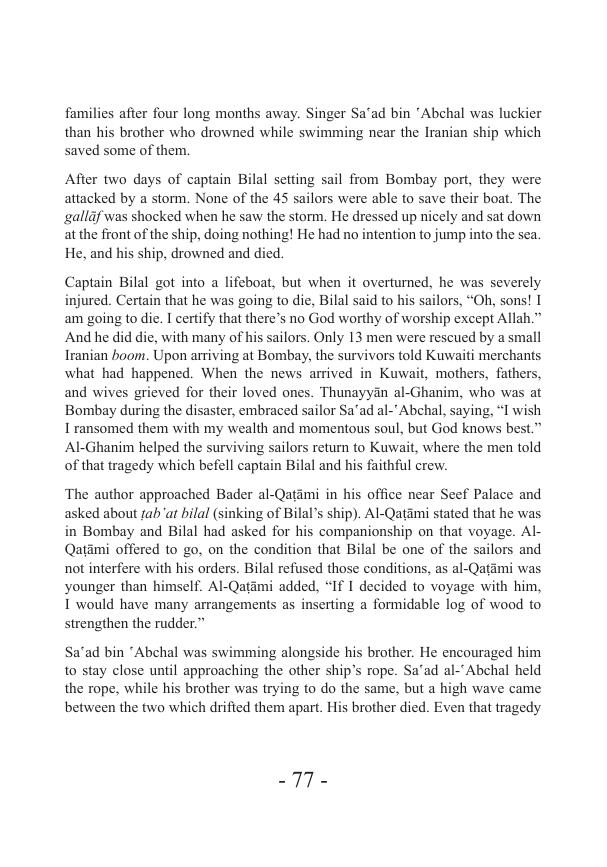 families after four long months away. Singer Saʽad bin ʽAbchal was luckier
than his brother who drowned while swimming near the Iranian ship which
saved some of them.
After two days of captain Bilal setting sail from Bombay port, they were
attacked by a storm. None of the 45 sailors were able to save their boat. The
gallāf was shocked when he saw the storm. He dressed up nicely and sat down
at the front of the ship, doing nothing! He had no intention to jump into the sea.
He, and his ship, drowned and died.
Captain Bilal got into a lifeboat, but when it overturned, he was severely
injured. Certain that he was going to die, Bilal said to his sailors, “Oh, sons! I
am going to die. I certify that there’s no God worthy of worship except Allah.”
And he did die, with many of his sailors. Only 13 men were rescued by a small
Iranian boom. Upon arriving at Bombay, the survivors told Kuwaiti merchants
what had happened. When the news arrived in Kuwait, mothers, fathers,
and wives grieved for their loved ones. Thunayyān al-Ghanim, who was at
Bombay during the disaster, embraced sailor Saʽad al-ʽAbchal, saying, “I wish
I ransomed them with my wealth and momentous soul, but God knows best.”
Al-Ghanim helped the surviving sailors return to Kuwait, where the men told
of that tragedy which befell captain Bilal and his faithful crew.
The author approached Bader al-Qaṭāmi in his office near Seef Palace and
asked about ṭab’at bilal (sinking of Bilal’s ship). Al-Qaṭāmi stated that he was
in Bombay and Bilal had asked for his companionship on that voyage. Al-
Qaṭāmi offered to go, on the condition that Bilal be one of the sailors and
not interfere with his orders. Bilal refused those conditions, as al-Qaṭāmi was
younger than himself. Al-Qaṭāmi added, “If I decided to voyage with him,
I would have many arrangements as inserting a formidable log of wood to
strengthen the rudder.”
Saʽad bin ʽAbchal was swimming alongside his brother. He encouraged him
to stay close until approaching the other ship’s rope. Saʽad al-ʽAbchal held
the rope, while his brother was trying to do the same, but a high wave came
between the two which drifted them apart. His brother died. Even that tragedy
- 77 -